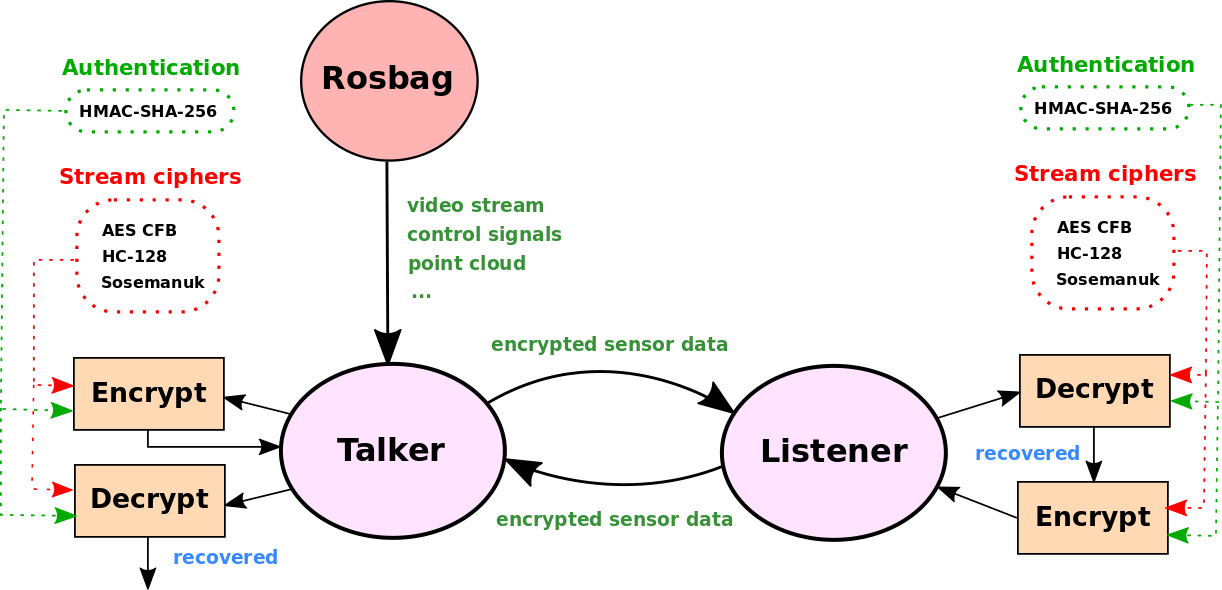 Rosbag
Authentication
HMAC-SHA-256
Stream ciphers
AES CFB
HC-128
Sosemanuk
video stream
control signals
point cloud
...
Authentication
HMAC-SHA-256
Stream ciphers
AES CFB
HC-128
Sosemanuk
Encrypt
Decrypt
recovered
Talker
encrypted sensor data
encrypted sensor data
Listener
Decrypt
recovered
Encrypt